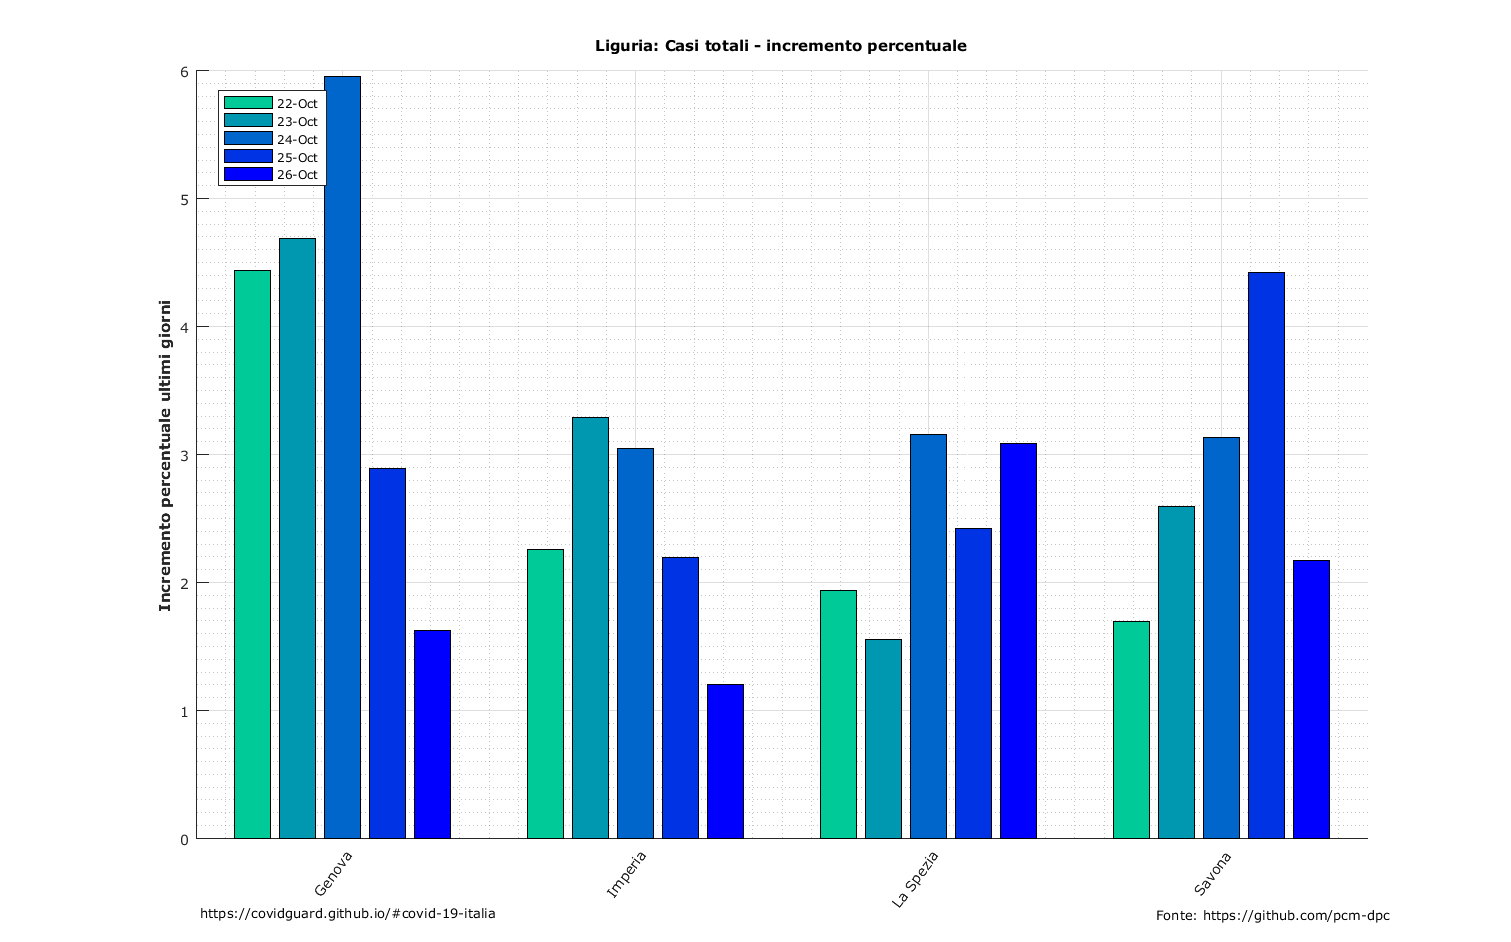 Liguria: Casi totali - incremento percentuale
Incremento percentuale ultimi giorni
6
5
4
3
2
1
0
22-Oct
23-Oct
24-Oct
25-Oct
26-Oct
Genova
Imperia
La Spezia
Savona
https://covidguard.github.io/#covid-19-italia
Fonte: https://github.com/pcm-dpc